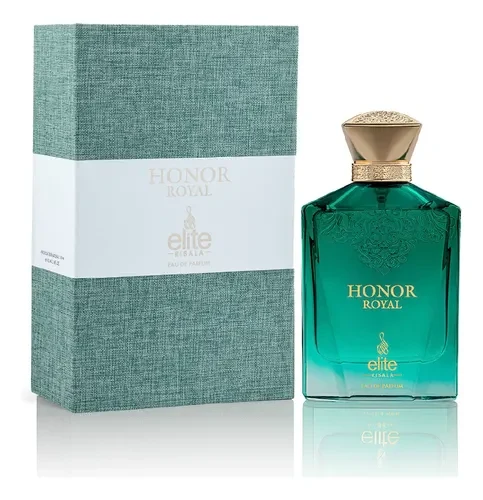 HONOR
ROYAL
elite
RISALA
EAU DE PARFUM
HONOR
ROYAL
elite
RISALA
EAU DE PARFUM